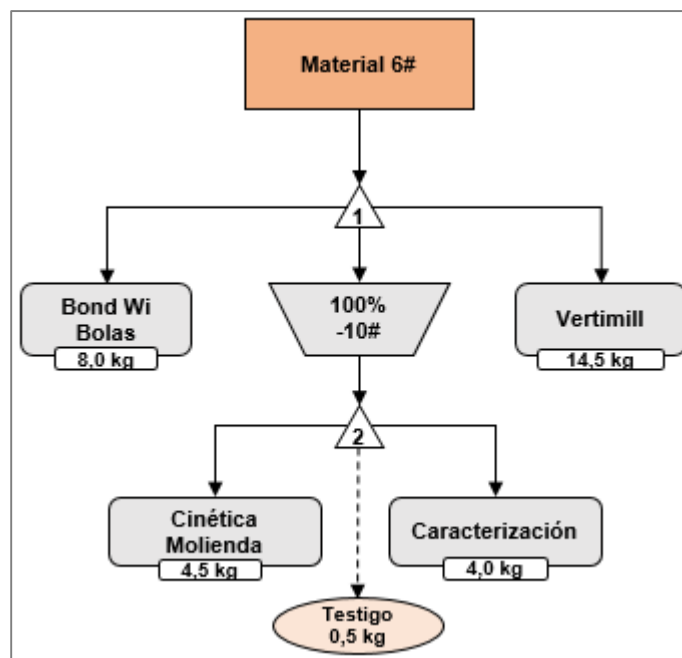 Material 6#
1
Bond Wi
Bolas
8,0 kg
100%
-10#
Vertimill
14,5 kg
2
Cinética
Molienda
4,5 kg
Caracterización
4,0 kg
Testigo
0,5 kg